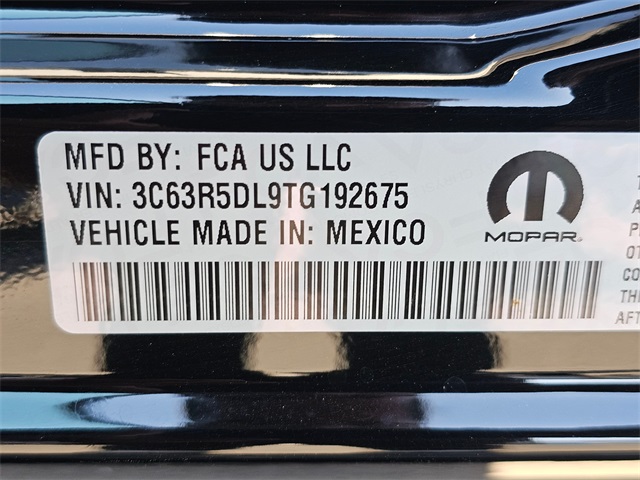 MFD BY: FCA US LLC
VIN: 3C63R5DL9TG192675
VEHICLE MADE IN: MEXICO
MOPAR